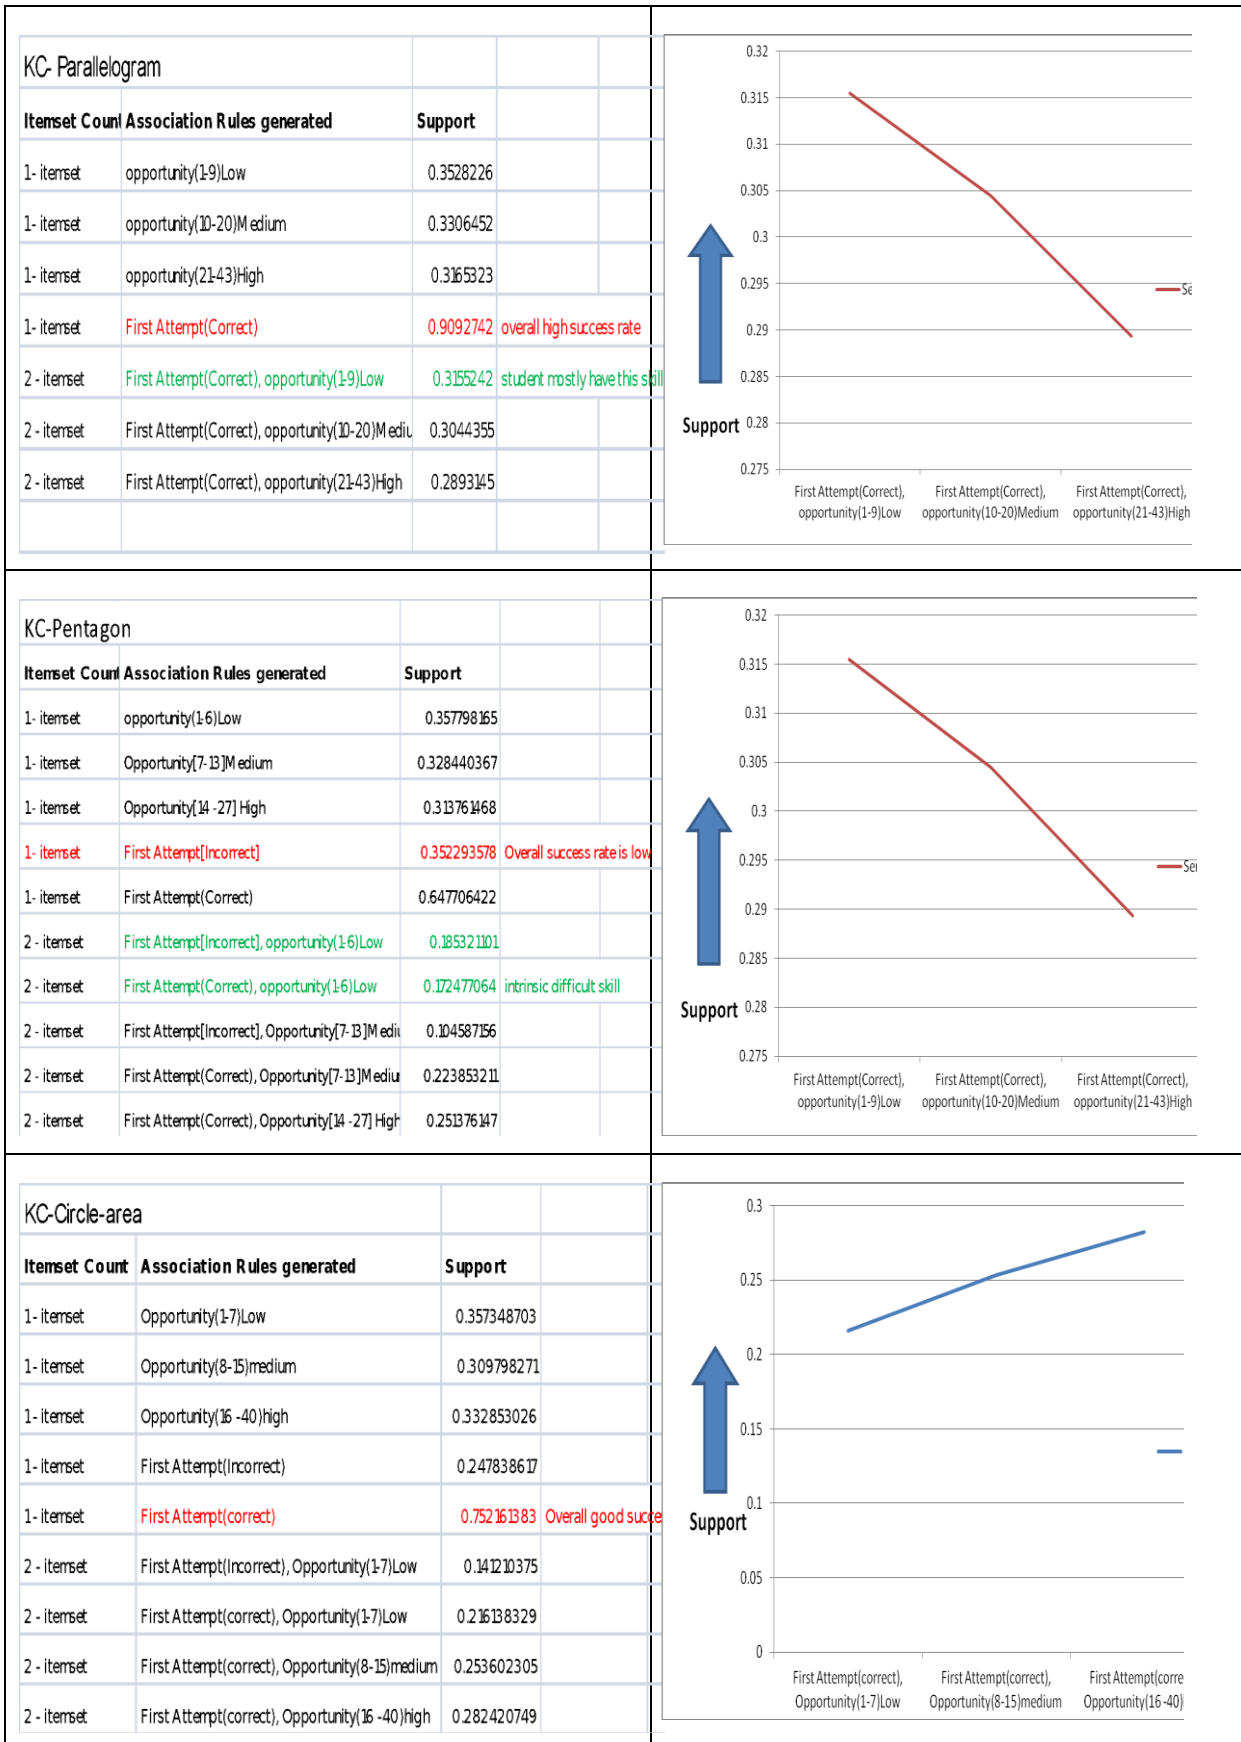 KC- Parallelogram
Itemset Count Association Rules generated Support
1- itemset opportunity(1-9)Low 0.3528226
1- itemset opportunity(10-20)Medium 0.3306452
1- itemset opportunity(21-43)High 0.3165323
1- itemset First Attempt(Correct) 0.9092742 overall high success rate
2 - itemset First Attempt(Correct), opportunity(1-9)Low 0.3155242 student mostly have this skill
2 - itemset First Attempt(Correct), opportunity(10-20)Mediu 0.3044355
2 - itemset First Attempt(Correct), opportunity(21-43)High 0.2893145
0.32
0.315
0.31
0.305
0.3
0.295
Se
0.29
0.285
Support 0.28
0.275
First Attempt(Correct), First Attempt(Correct), First Attempt(Correct),
opportunity(1-9)Low opportunity(10-20)Medium opportunity(21-43)High
KC-Pentagon
Itemset Count Association Rules generated Support
1- itemset opportunity(1-6)Low 0.357798165
1- itemset Opportunity[7-13]Medium 0.328440367
1- itemset Opportunity[14 -27] High 0.313761468
1- itemset First Attempt[Incorrect] 0.352293578 Overall success rate is low
1- itemset First Attempt(Correct) 0.647706422
2 - itemset First Attempt[Incorrect], opportunity(1-6)Low 0.185321101
2 - itemset First Attempt(Correct), opportunity(1-6)Low 0.172477064 intrinsic difficult skill
2 - itemset First Attempt[Incorrect], Opportunity[7-13]Mediu 0.104587156
2 - itemset First Attempt(Correct), Opportunity[7-13]Mediur 0.223853211
2 - itemset First Attempt(Correct), Opportunity[14 -27] High 0.251376147
0.32
0.315
0.31
0.305
0.3
0.295
Se
0.29
0.285
Support 0.28
0.275
First Attempt(Correct), First Attempt(Correct), First Attempt(Correct),
opportunity(1-9)Low opportunity(10-20)Medium opportunity(21-43)High
KC-Circle-area
Itemset Count Association Rules generated Support
1- itemset Opportunity(1-7)Low 0.357348703
1- itemset Opportunity(8-15)medium 0.309798271
1- itemset Opportunity(16 -40)high 0.332853026
1- itemset First Attempt(Incorrect) 0.247838617
1- itemset First Attempt(correct) 0.752161383 Overall good succe
2 - itemset First Attempt(Incorrect), Opportunity(1-7)Low 0.141210375
2 - itemset First Attempt(correct), Opportunity(1-7)Low 0.216138329
2 - itemset First Attempt(correct), Opportunity(8-15)medium 0.253602305
2 - itemset First Attempt(correct), Opportunity(16 -40)high 0.282420749
0.3
0.25
0.2
0.15
0.1
Support
0.05
0
First Attempt(correct), First Attempt(correct), First Attempt(corre
Opportunity(1-7)Low Opportunity(8-15)medium Opportunity(16 -40)